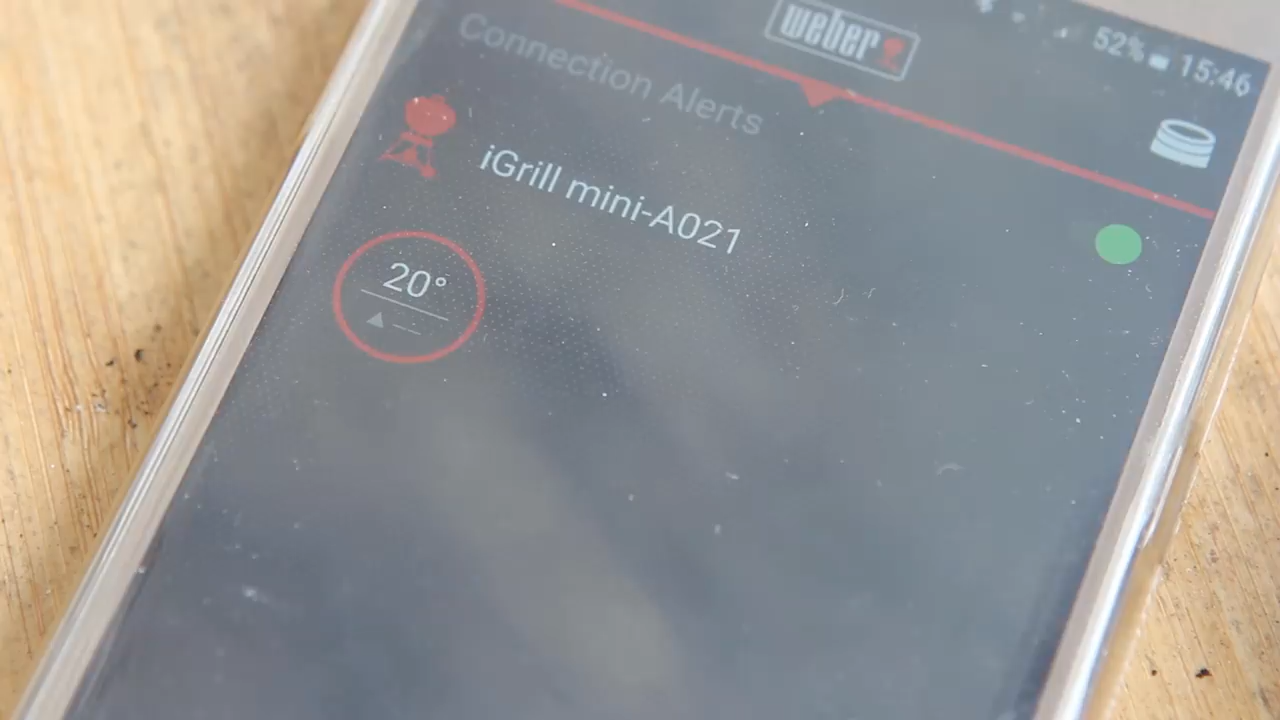 weber
52% 15:46
Connection Alerts
iGrill mini-A021
20°
--